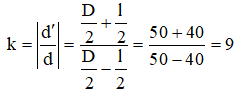 k = |d'/d| = (D/2 + l/2)/(D/2 - l/2) = (50 + 40)/(50 - 40) = 9